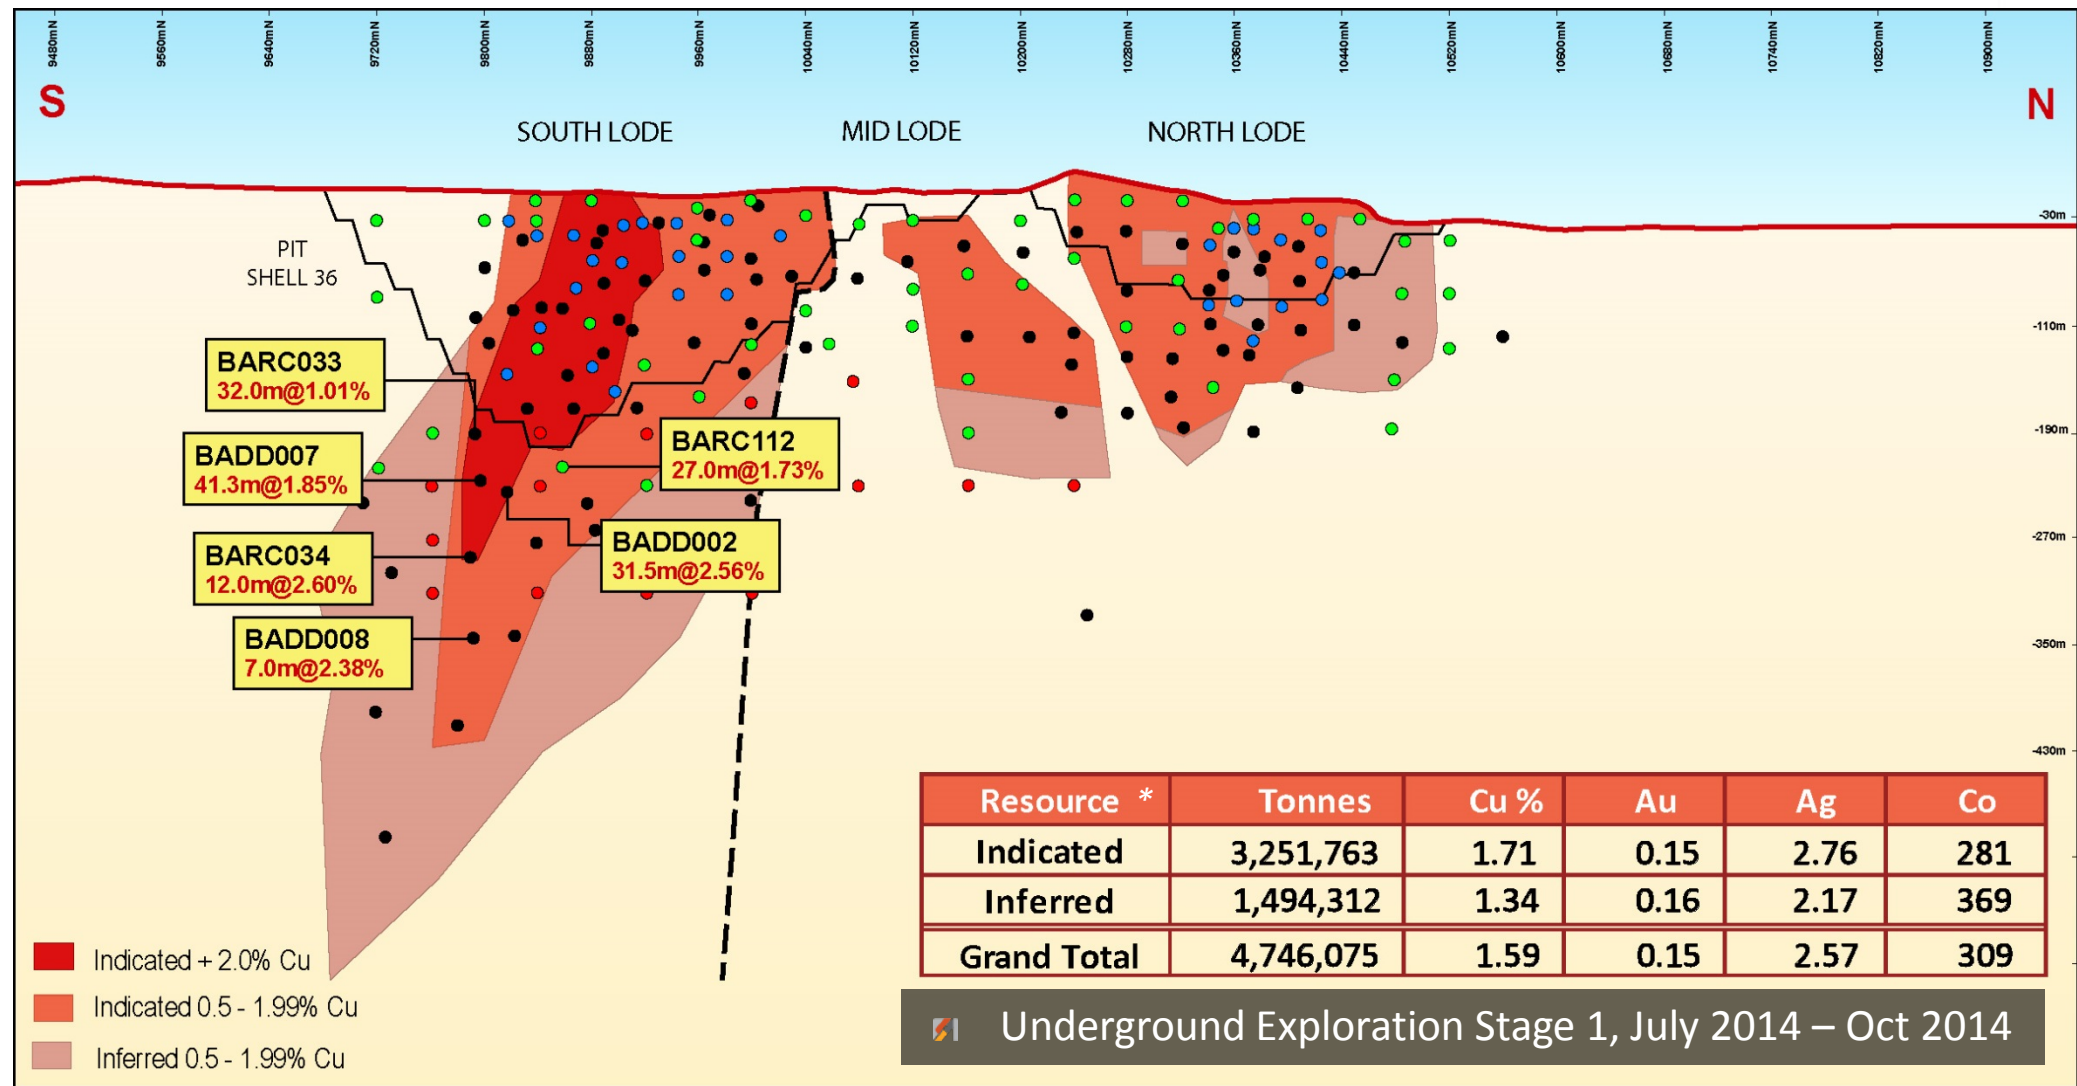 9480mN
9560mN
9640mN
9720mN
9800mN
9880mN
9960mN
10040mN
10120mN
10200mN
10280mN
10360mN
10440mN
10520mN
10600mN
10680mN
10740mN
10820mN
10900mN
S
N
SOUTH LODE
MID LODE
NORTH LODE
PIT
SHELL 36
-30m
-110m
-190m
-270m
-350m
-430m
BARC033
32.0m@1.01%
BADD007
41.3m@1.85%
BARC034
12.0m@2.60%
BADD008
7.0m@2.38%
BARC112
27.0m@1.73%
BADD002
31.5m@2.56%
Resource * Tonnes Cu % Au Ag Co
Indicated 3,251,763 1.71 0.15 2.76 281
Inferred 1,494,312 1.34 0.16 2.17 369
Grand Total 4,746,075 1.59 0.15 2.57 309
Indicated + 2.0% Cu
Indicated 0.5 - 1.99% Cu
Inferred 0.5 - 1.99% Cu
Underground Exploration Stage 1, July 2014 – Oct 2014